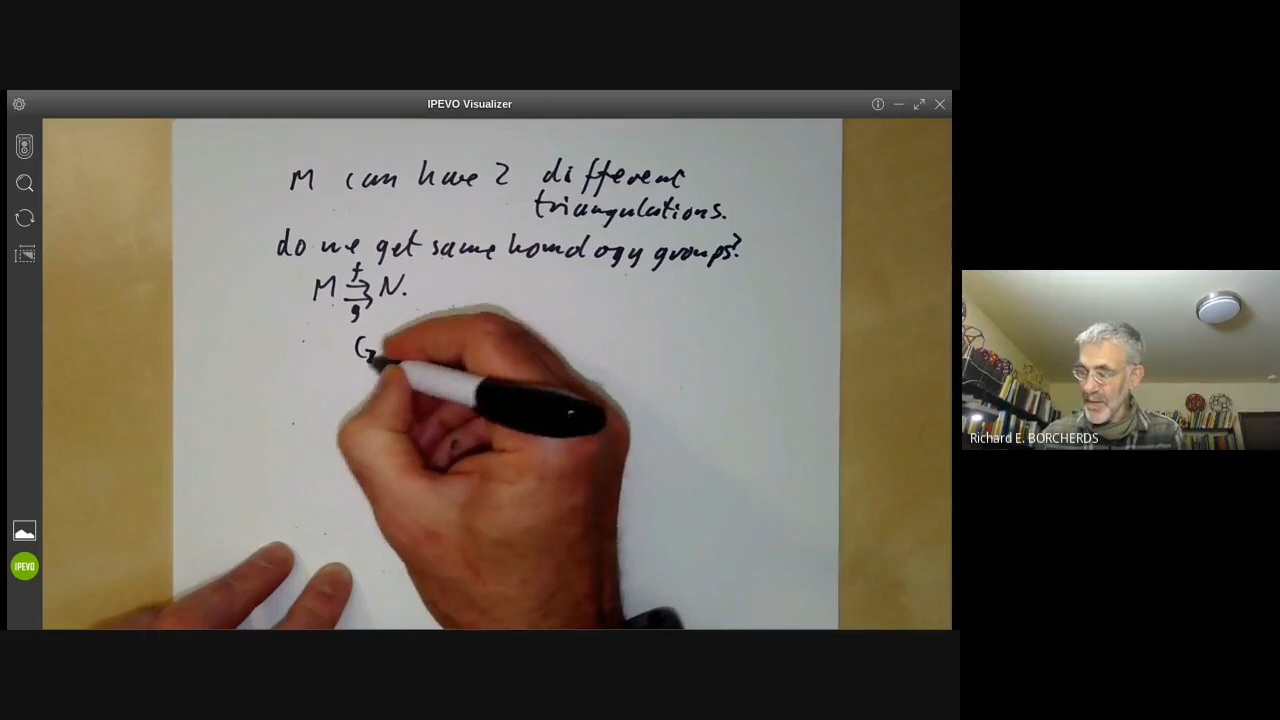 IPEVO Visualizer
M can have 2 different
triangulations.
do we get same homology groups?
f
M ⇉ N.
g
G
IPEVO
Richard E. BORCHERDS